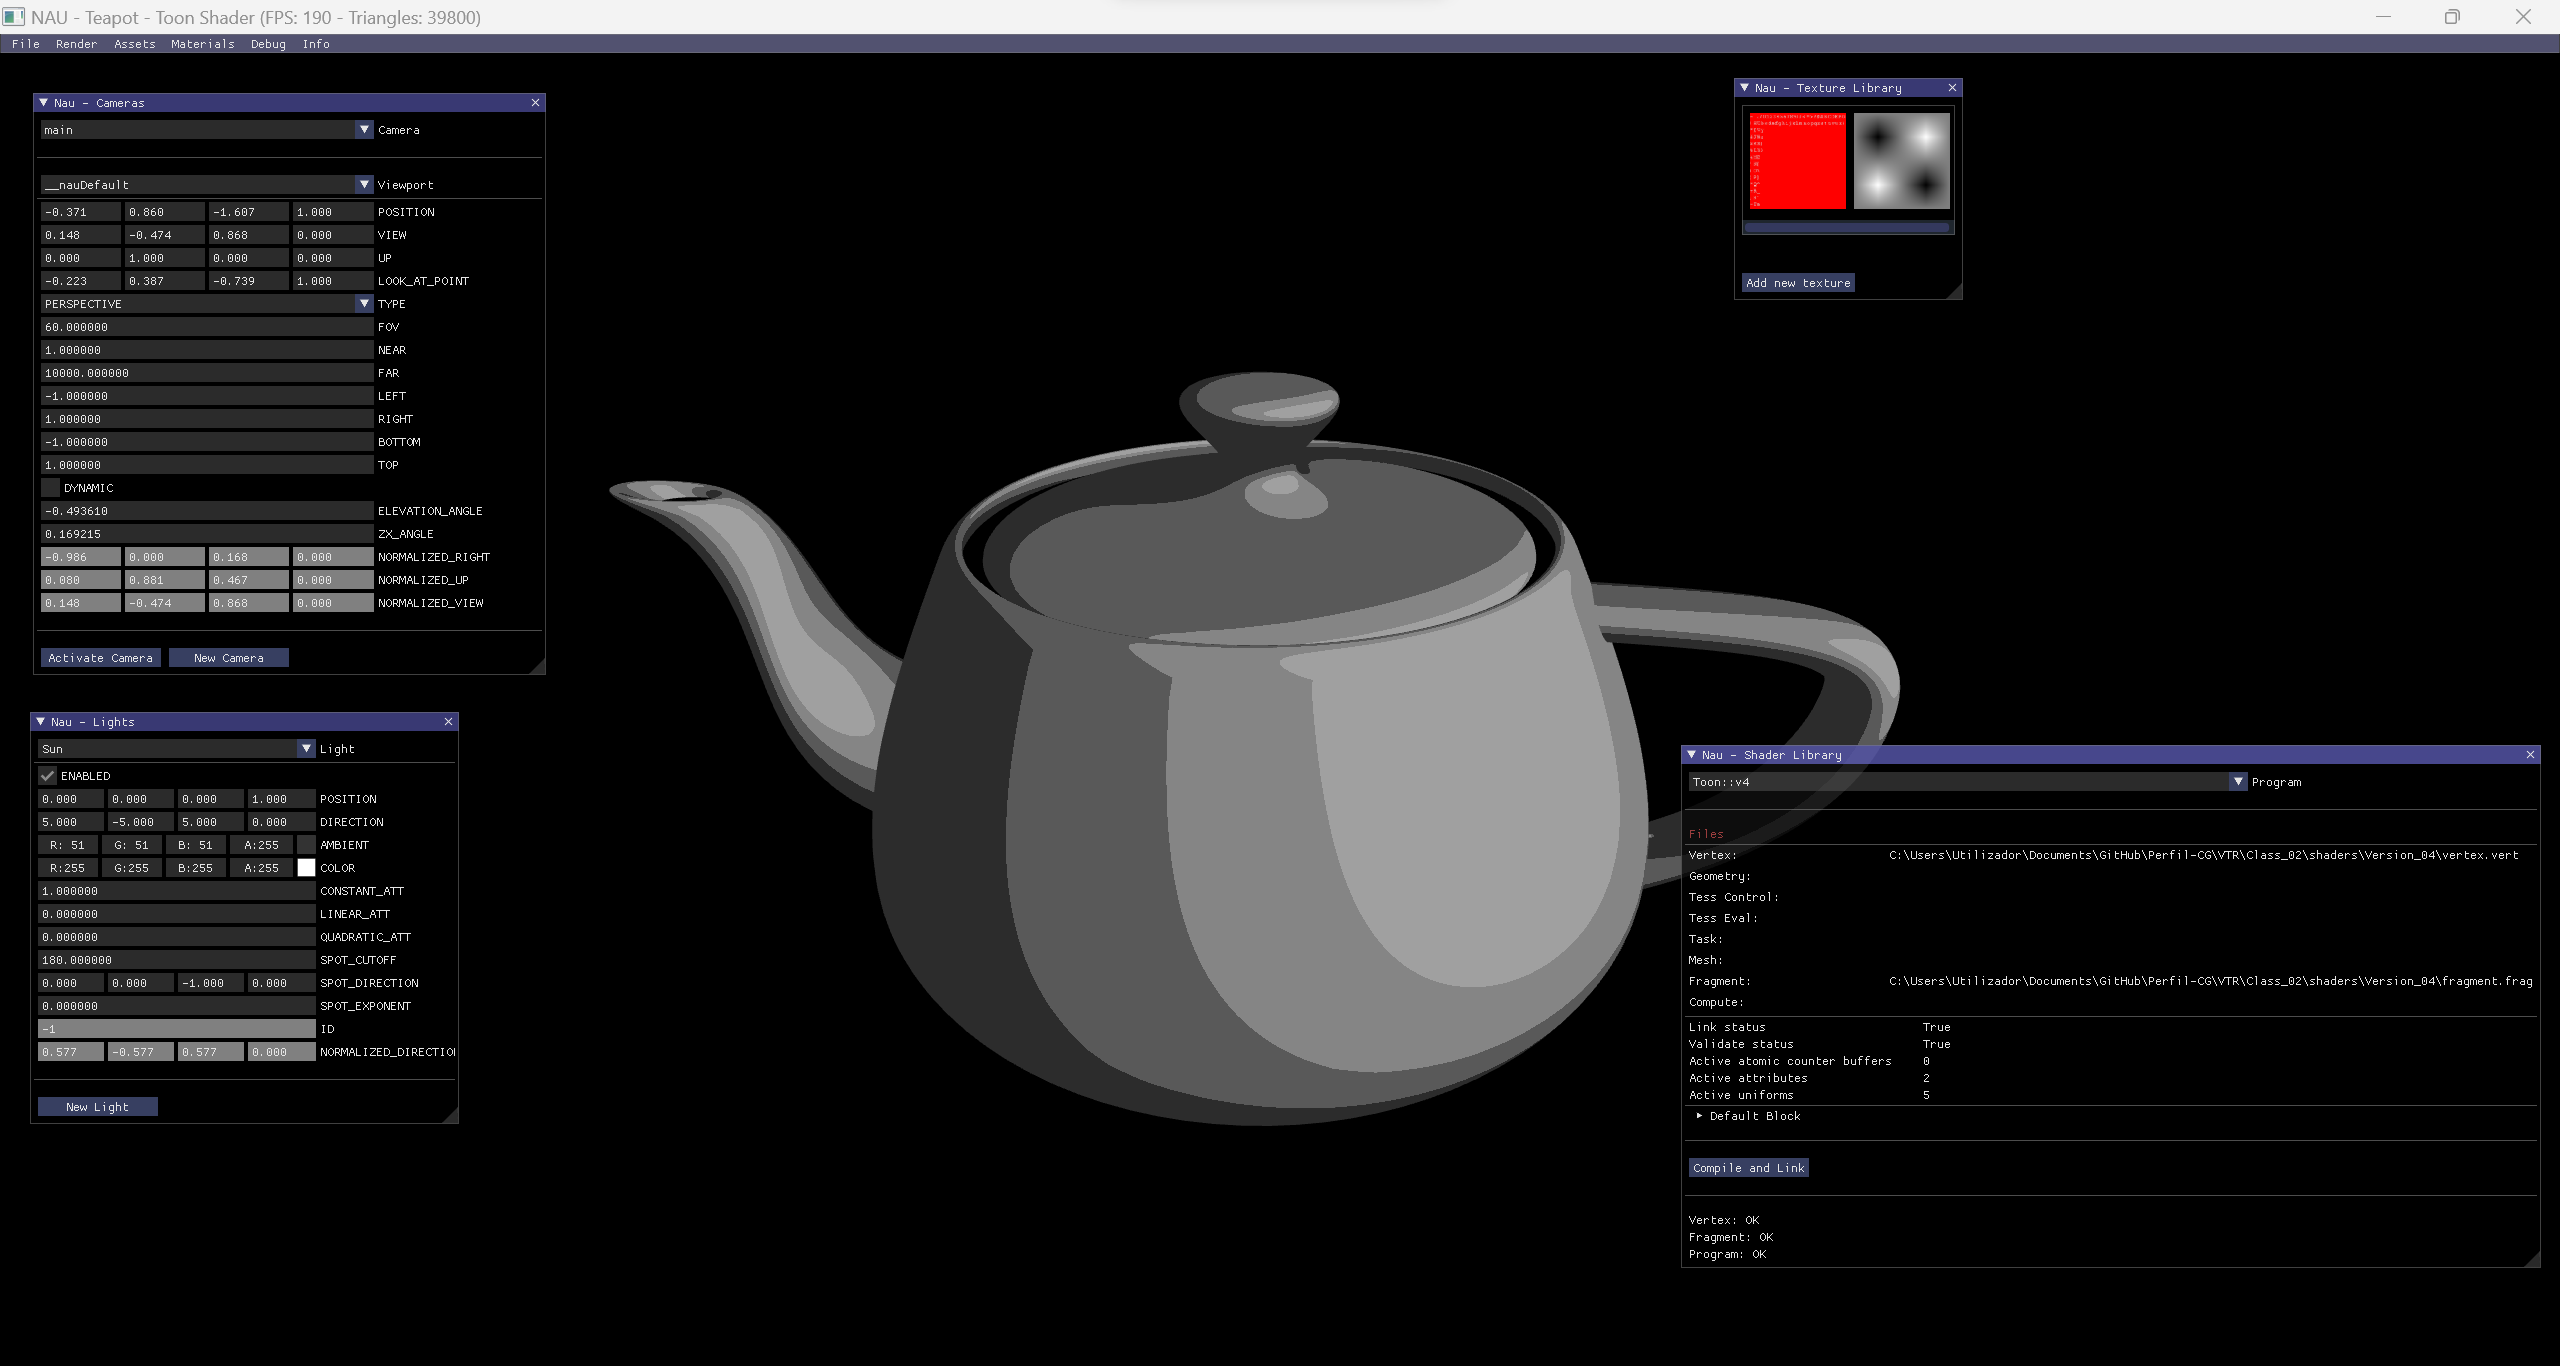 NAU - Teapot - Toon Shader (FPS: 190 - Triangles: 39800)
File Render Assets Materials Debug Info
Nau - Cameras
main Camera
__nauDefault Viewport
-0.371 0.860 -1.607 1.000 POSITION
0.148 -0.474 0.868 0.000 VIEW
0.000 1.000 0.000 0.000 UP
-0.223 0.387 -0.739 1.000 LOOK_AT_POINT
PERSPECTIVE TYPE
60.000000 FOV
1.000000 NEAR
10000.000000 FAR
-1.000000 LEFT
1.000000 RIGHT
-1.000000 BOTTOM
1.000000 TOP
DYNAMIC
-0.493610 ELEVATION_ANGLE
0.169215 ZX_ANGLE
-0.986 0.000 0.168 0.000 NORMALIZED_RIGHT
0.080 0.881 0.467 0.000 NORMALIZED_UP
0.148 -0.474 0.868 0.000 NORMALIZED_VIEW
Activate Camera New Camera
Nau - Lights
Sun Light
ENABLED
0.000 0.000 0.000 1.000 POSITION
5.000 -5.000 5.000 0.000 DIRECTION
R: 51 G: 51 B: 51 A:255 AMBIENT
R:255 G:255 B:255 A:255 COLOR
1.000000 CONSTANT_ATT
0.000000 LINEAR_ATT
0.000000 QUADRATIC_ATT
180.000000 SPOT_CUTOFF
0.000 0.000 -1.000 0.000 SPOT_DIRECTION
0.000000 SPOT_EXPONENT
-1 ID
0.577 -0.577 0.577 0.000 NORMALIZED_DIRECTIO
New Light
Nau - Texture Library
Add new texture
Nau - Shader Library
Toon::v4 Program
Files
Vertex: C:\Users\Utilizador\Documents\GitHub\Perfil-CG\VTR\Class_02\shaders\Version_04\vertex.vert
Geometry:
Tess Control:
Tess Eval:
Task:
Mesh:
Fragment: C:\Users\Utilizador\Documents\GitHub\Perfil-CG\VTR\Class_02\shaders\Version_04\fragment.frag
Compute:
Link status True
Validate status True
Active atomic counter buffers 0
Active attributes 2
Active uniforms 5
Default Block
Compile and Link
Vertex: OK
Fragment: OK
Program: OK